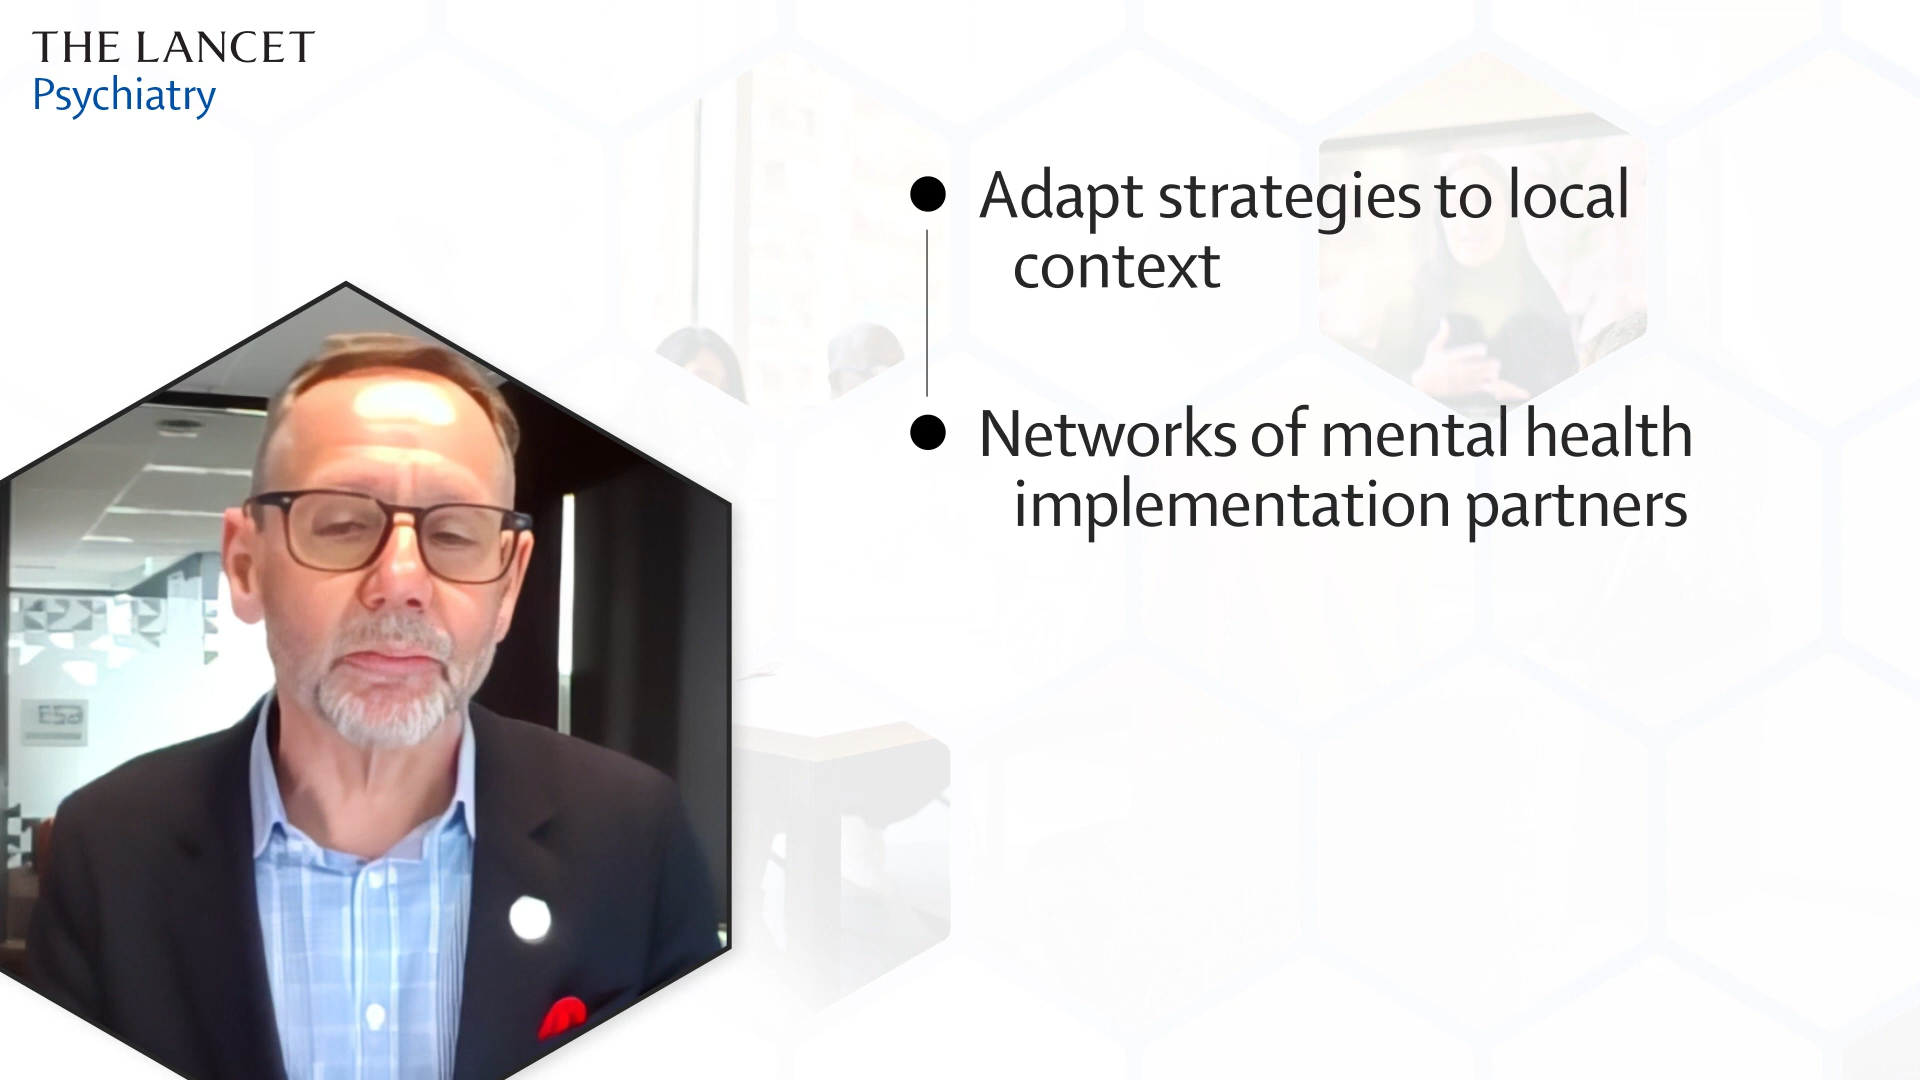 THE LANCET
Psychiatry
Adapt strategies to local
context
Networks of mental health
implementation partners